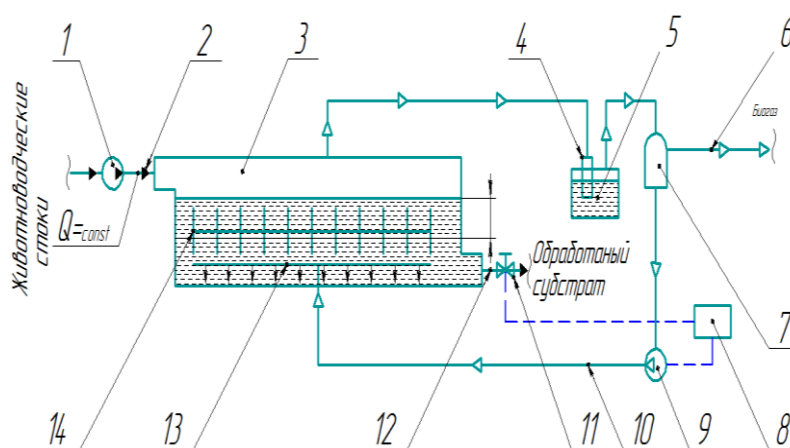 1
2
3
4
5
6
Животноводческие
стоки
Q=const
Биогаз
Обработаный
субстрат
14
13
12
11
10
9
8
7